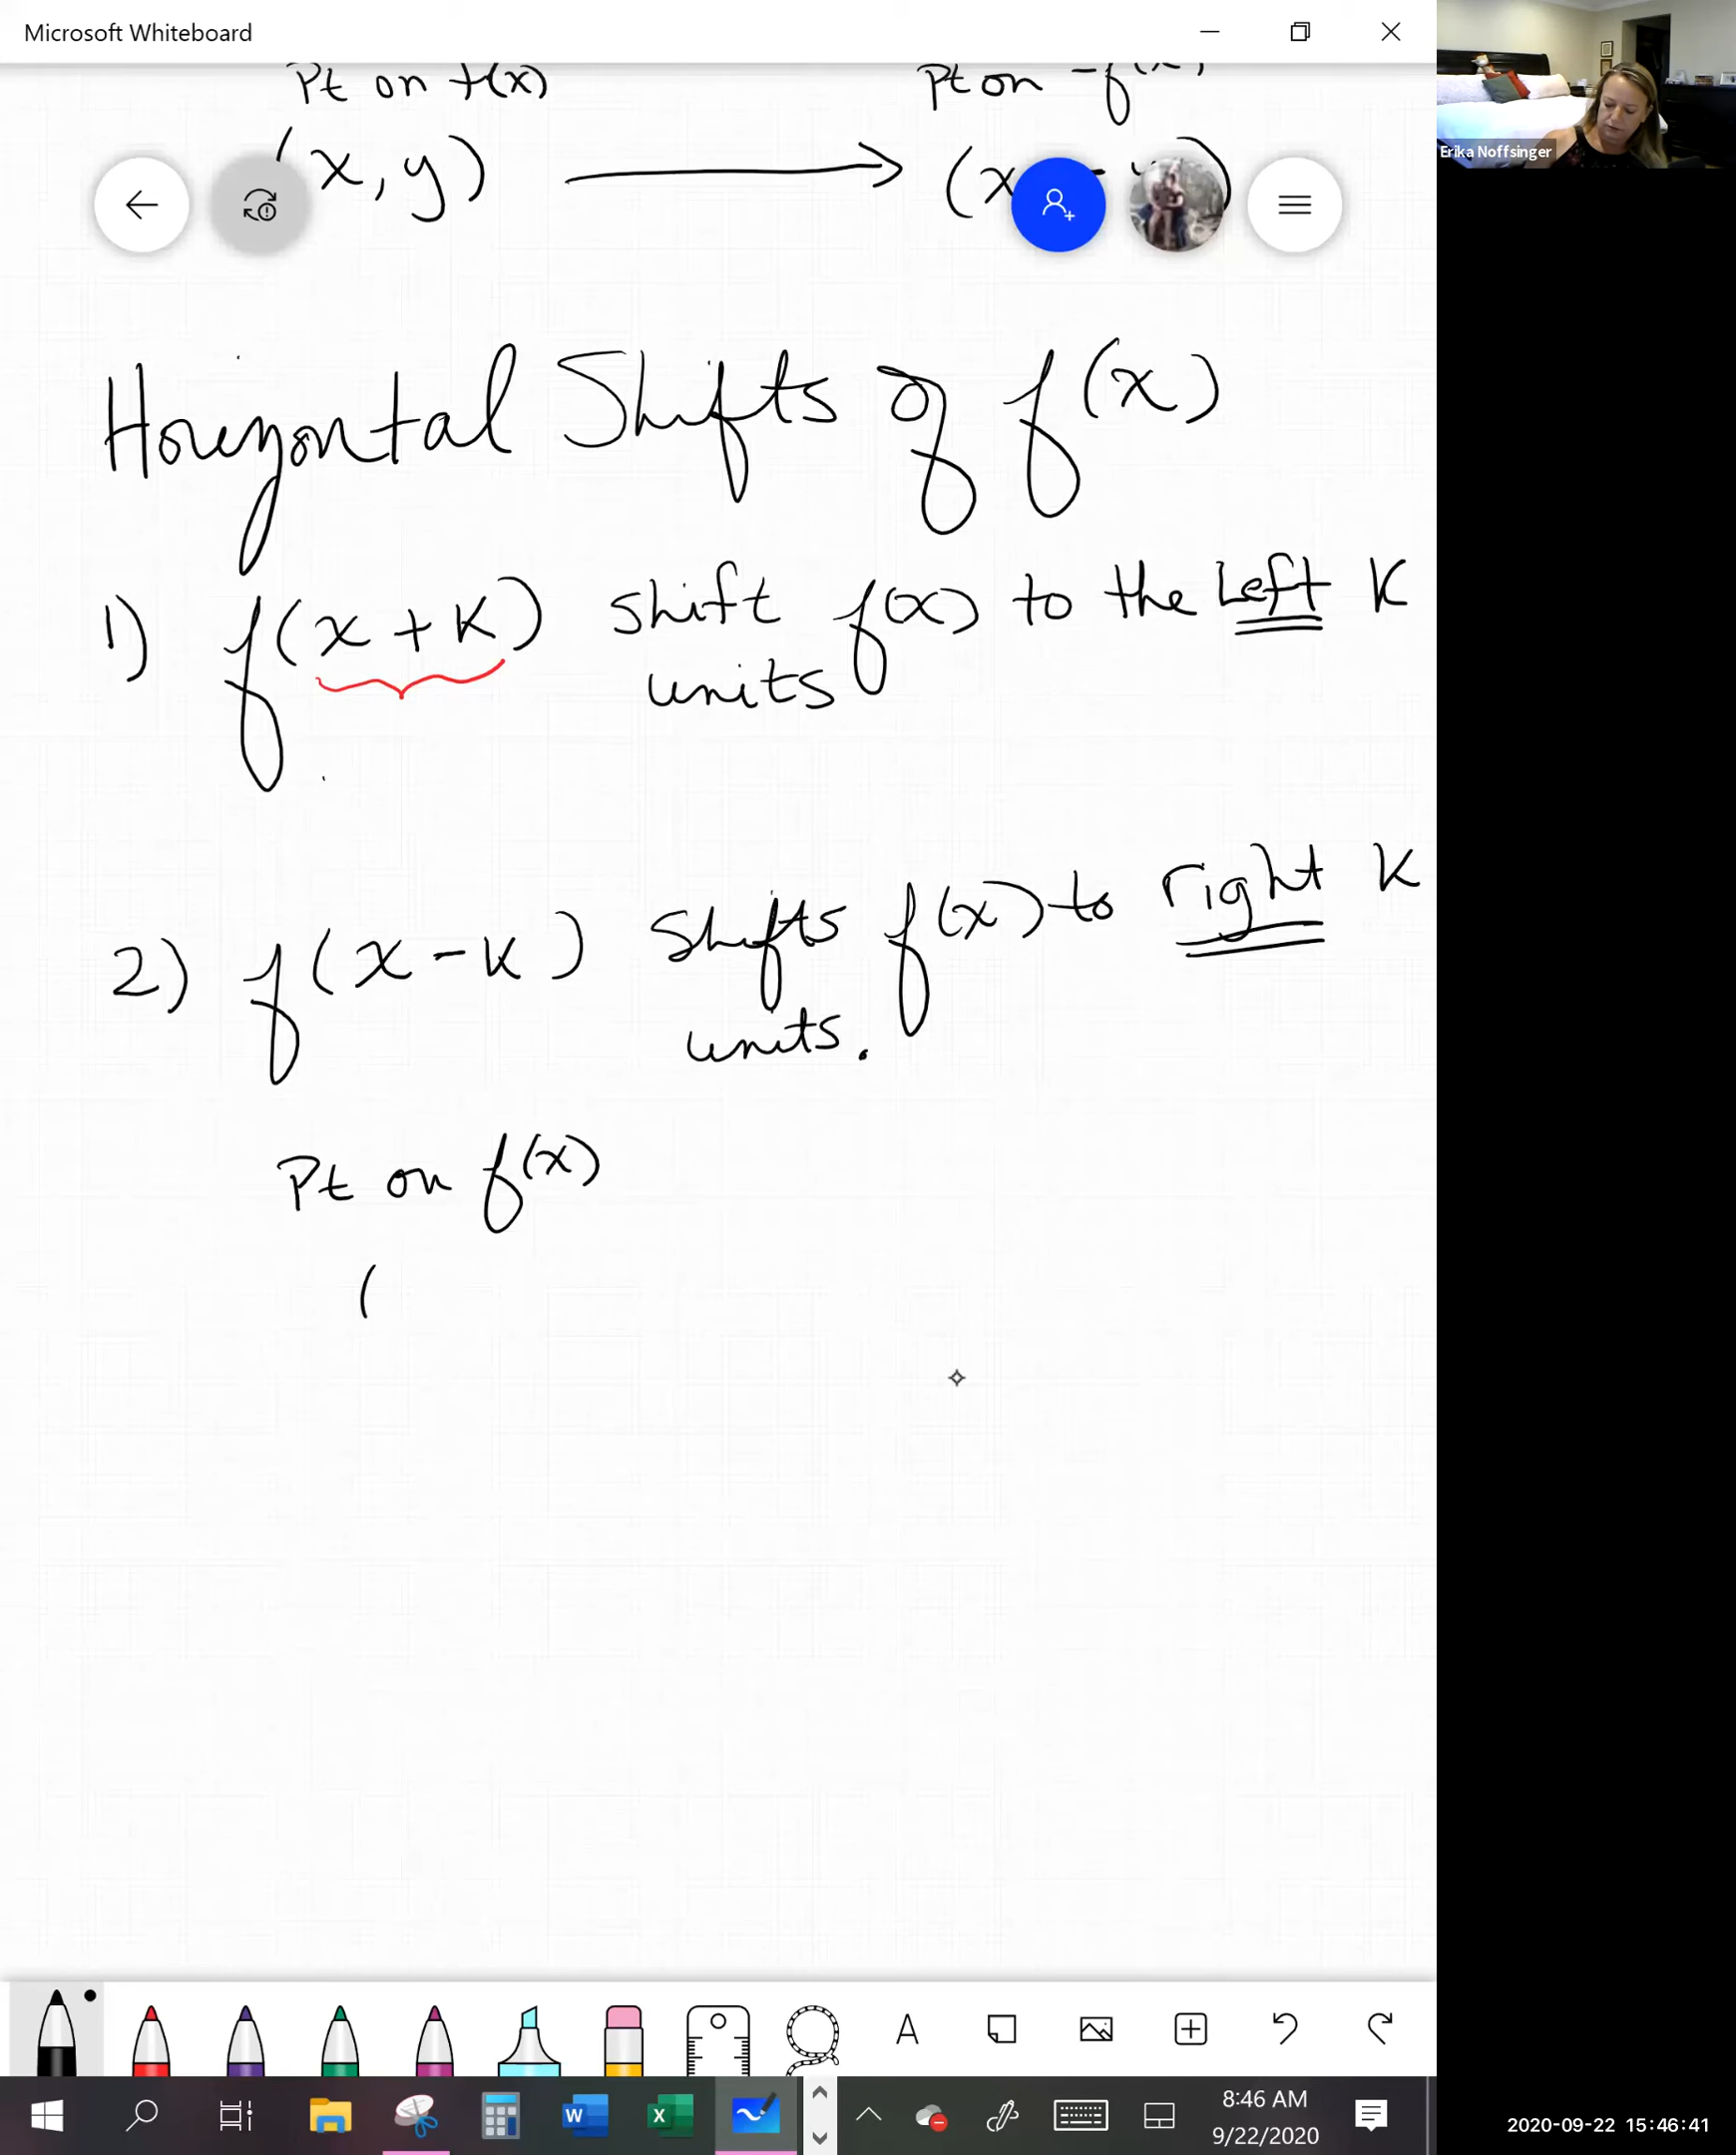 Microsoft Whiteboard
Pt on f(x)
Pt on -f(x)
(x, y)
(x
Erika Noffsinger
Horizontal Shifts of f(x)
1) f(x + K) shift f(x) to the Left K
units
2) f(x - K) shifts f(x) to right K
units.
Pt on f(x)
(
A
W
X
8:46 AM
9/22/2020
2020-09-22 15:46:41